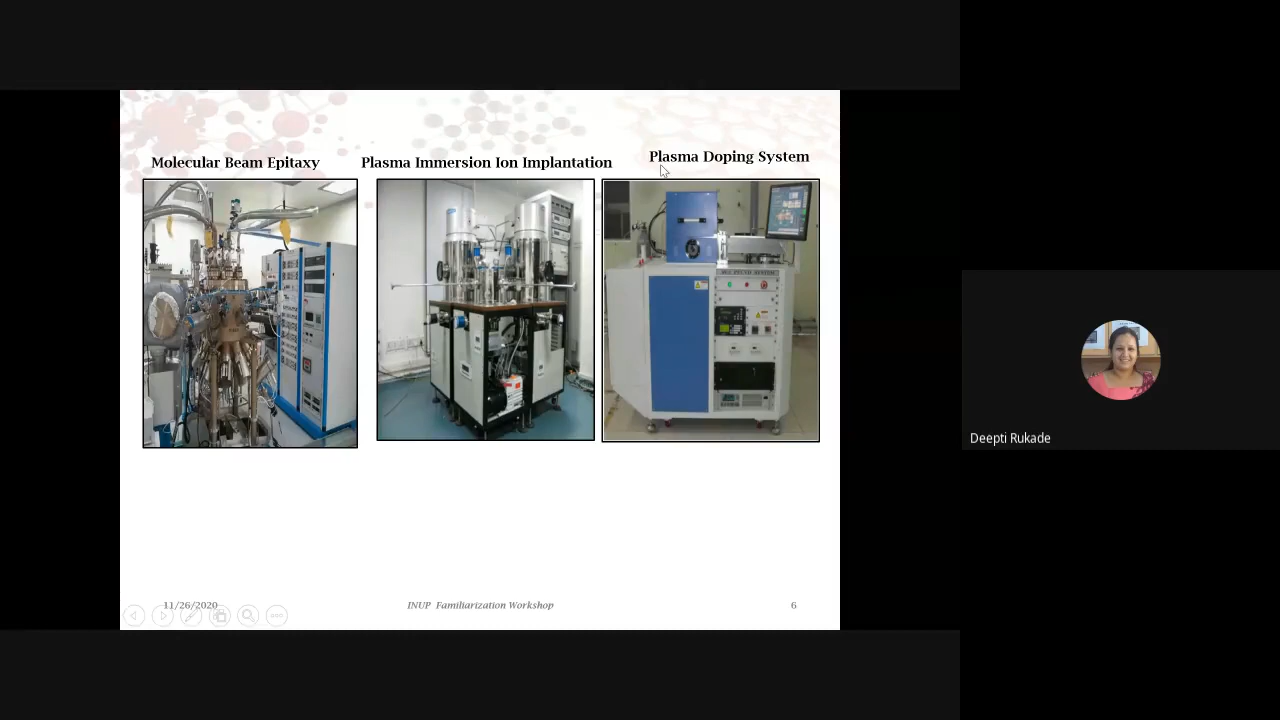 Molecular Beam Epitaxy
Plasma Immersion Ion Implantation
Plasma Doping System
11/26/2020
INUP Familiarization Workshop
6
Deepti Rukade